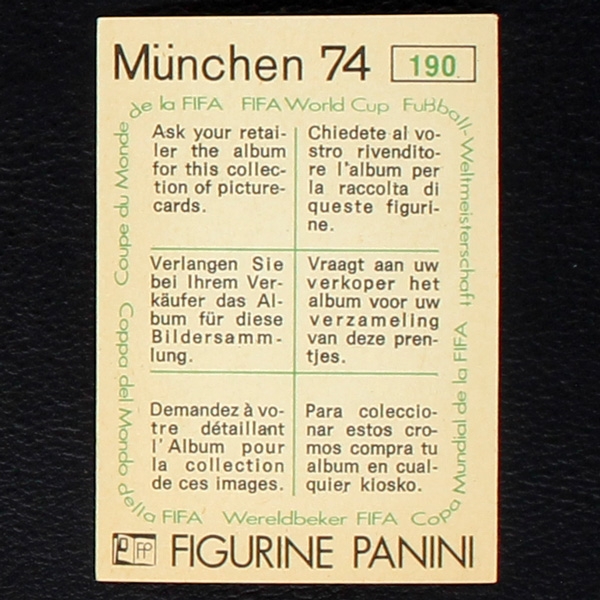 München 74 190
de la FIFA FIFA World Cup Fußball-Weltmeisterschaft
Ask your retai-
ler the album
for this collec-
tion of picture-
cards.
Chiedete al vo-
stro rivendito-
re l'album per
la raccolta di
queste figuri-
ne.
Verlangen Sie
bei Ihrem Ver-
käufer das Al-
bum für diese
Bildersamm-
lung.
Vraagt aan uw
verkoper het
album voor uw
verzameling
van deze pren-
tjes.
Demandez à vo-
tre détaillant
l'Album pour
la collection
de ces images.
Para coleccio-
nar estos cro-
mos compra tu
album en cual-
quier kiosko.
Copa Mundial de la FIFA
Wereldbeker FIFA
Coppa del Mondo della FIFA
Coupe du Monde
FP FIGURINE PANINI